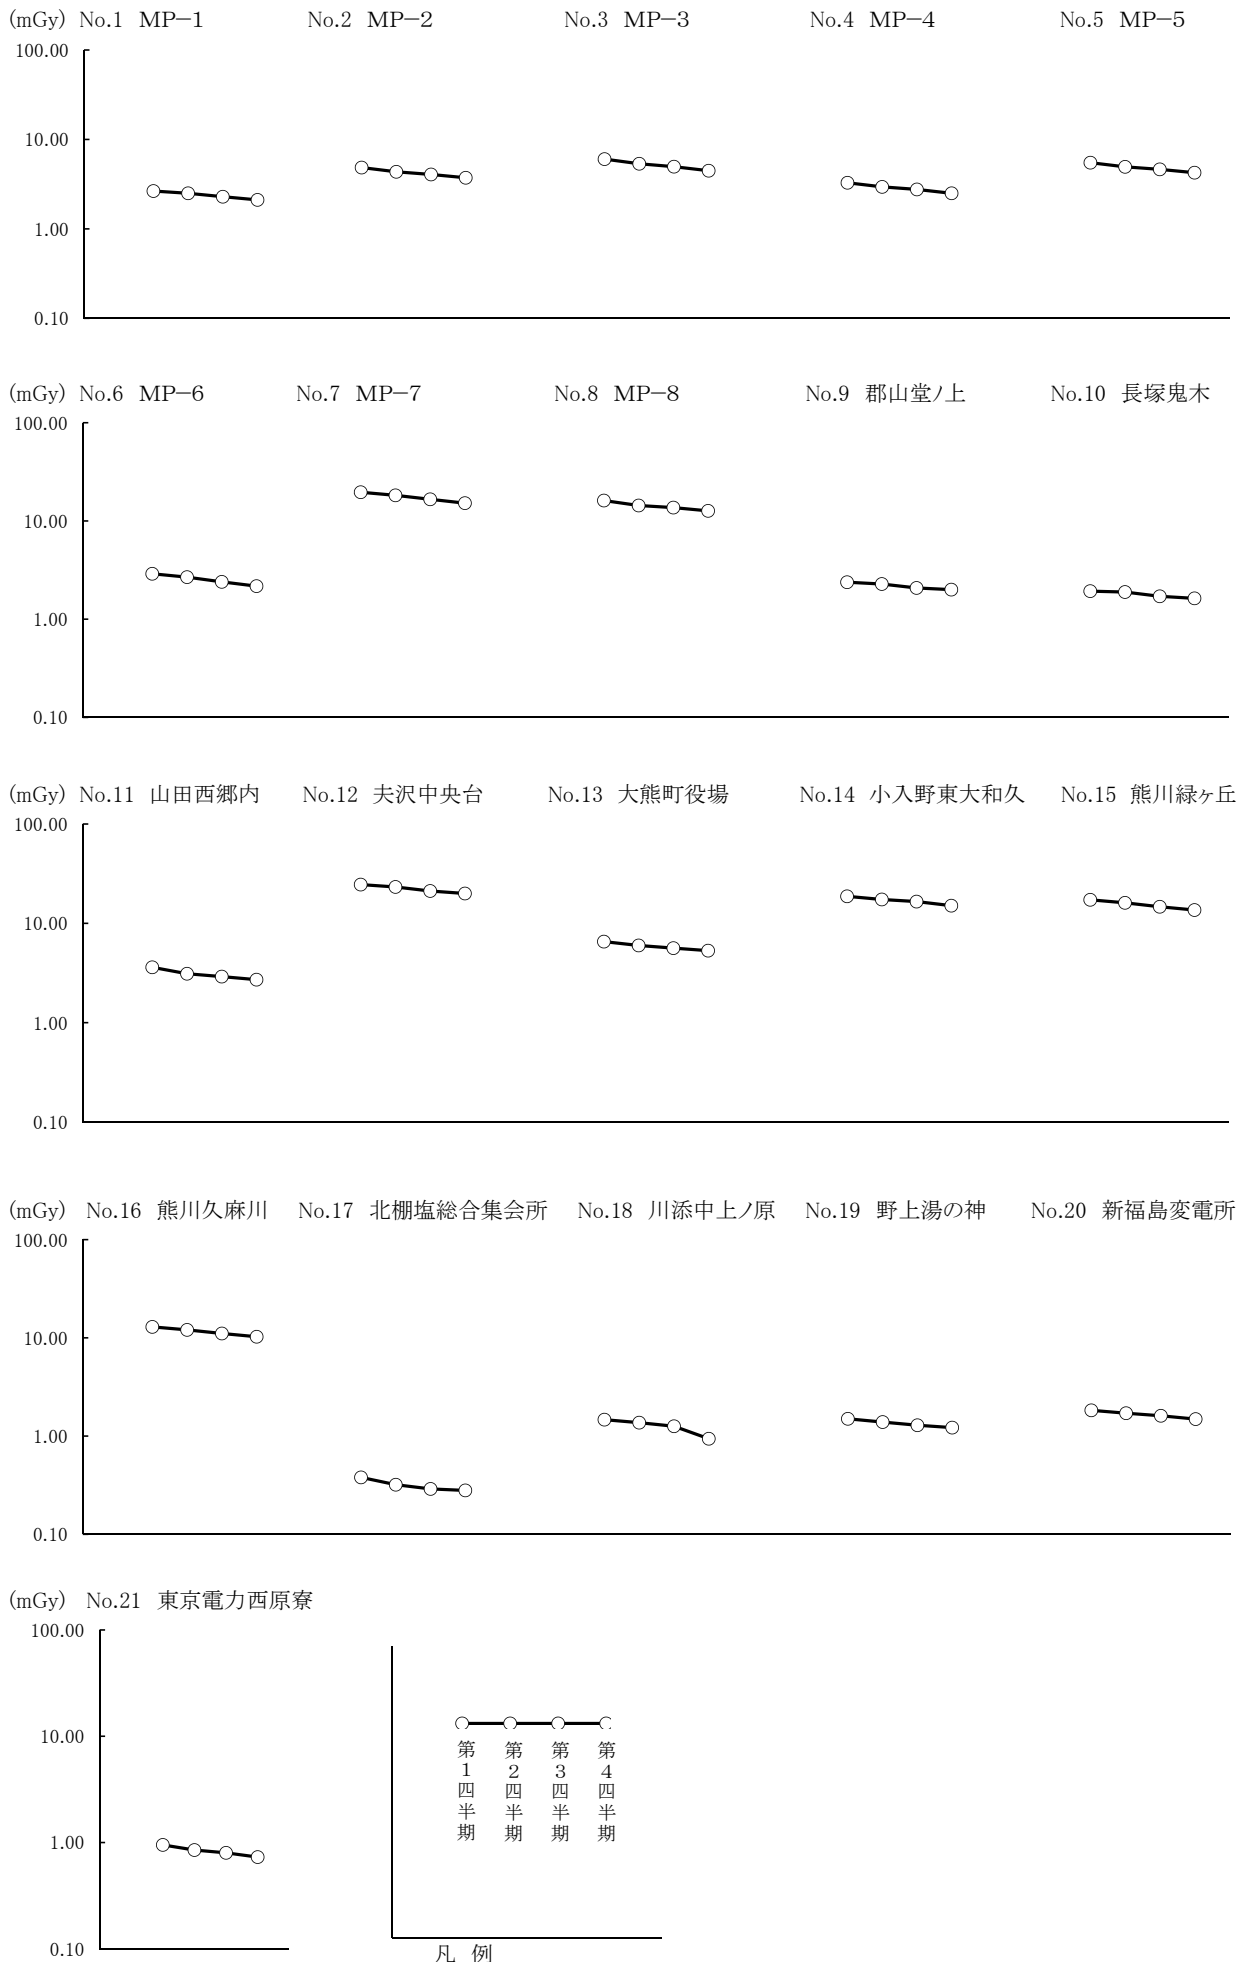 (mGy) No.1 MP−1 No.2 MP−2 No.3 MP−3 No.4 MP−4 No.5 MP−5
100.00
10.00
1.00
0.10
(mGy) No.6 MP−6 No.7 MP−7 No.8 MP−8 No.9 郡山堂ノ上 No.10 長塚鬼木
100.00
10.00
1.00
0.10
(mGy) No.11 山田西郷内 No.12 夫沢中央台 No.13 大熊町役場 No.14 小入野東大和久 No.15 熊川緑ヶ丘
100.00
10.00
1.00
0.10
(mGy) No.16 熊川久麻川 No.17 北棚塩総合集会所 No.18 川添中上ノ原 No.19 野上湯の神 No.20 新福島変電所
100.00
10.00
1.00
0.10
(mGy) No.21 東京電力西原寮
100.00
10.00
1.00
0.10
第1四半期
第2四半期
第3四半期
第4四半期
凡 例